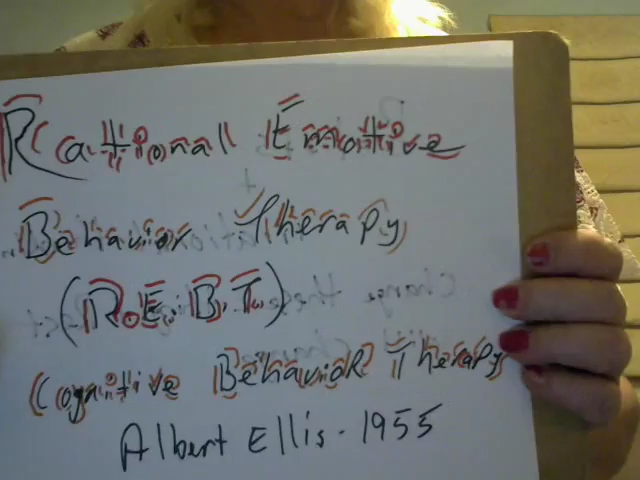 Rational Emotive
Behavior Therapy
(R.E.B.T.)
Cognitive Behavior Therapy
Albert Ellis - 1955